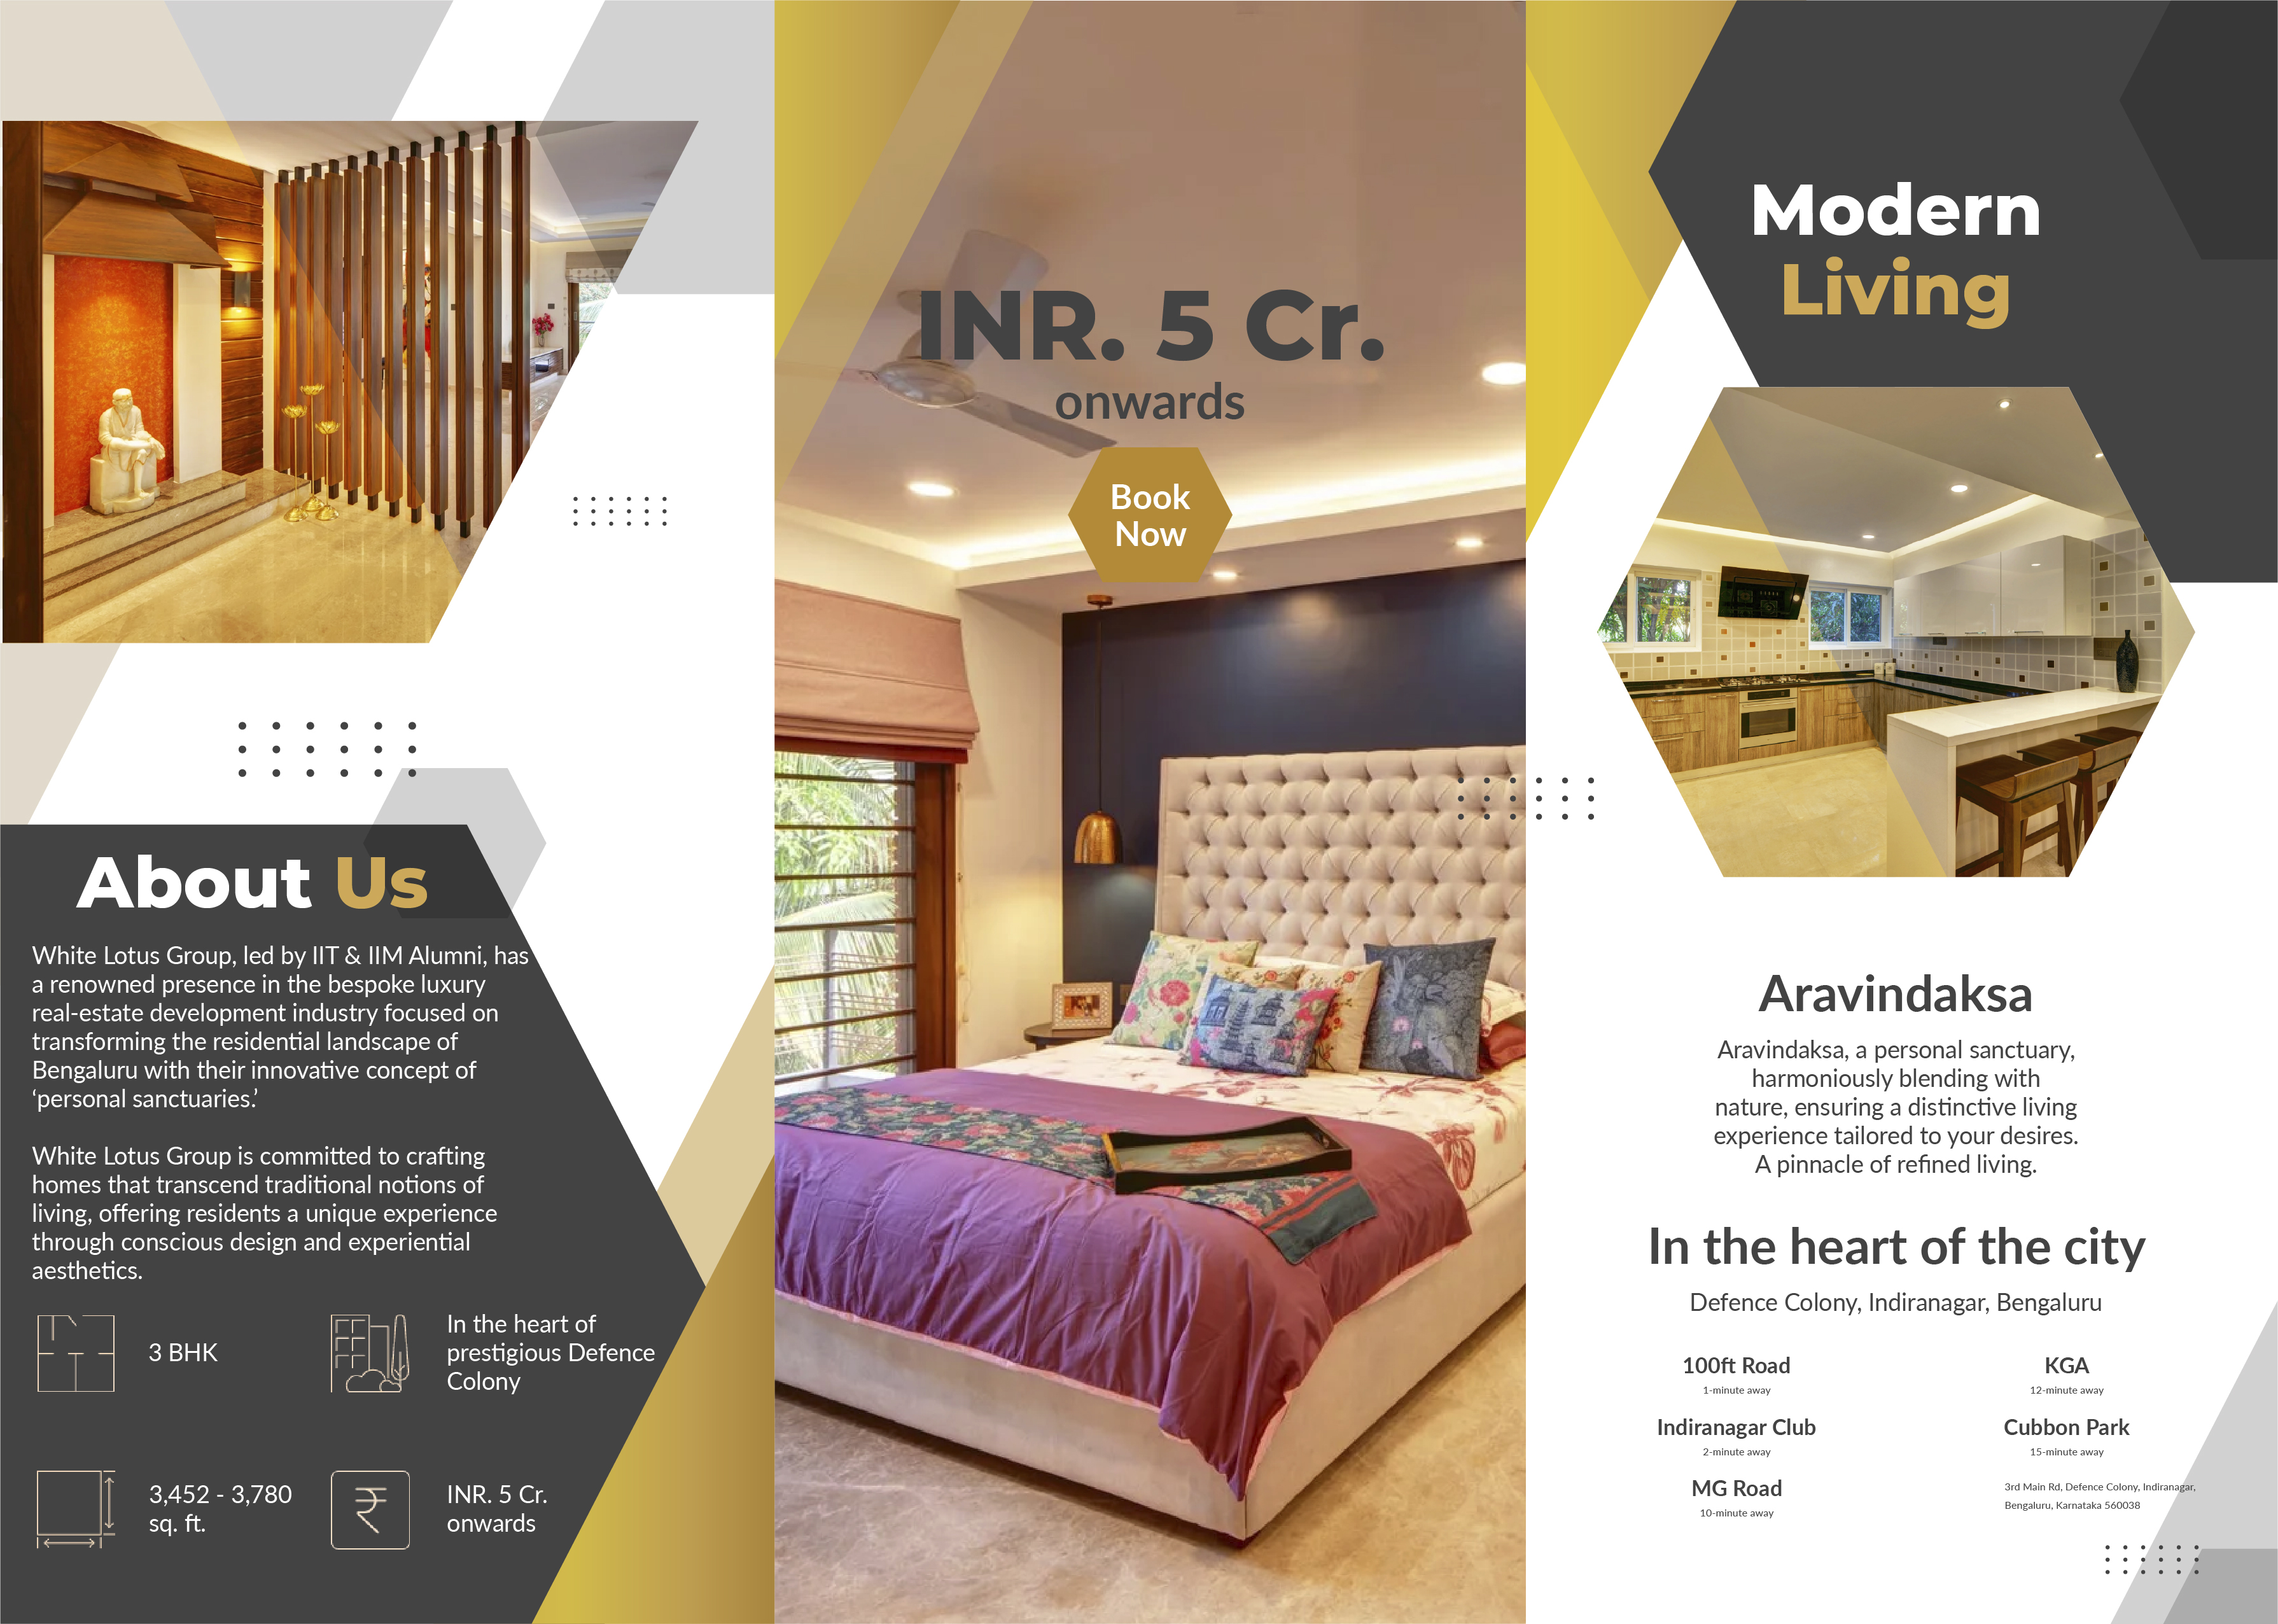 About Us
White Lotus Group, led by IIT & IIM Alumni, has
a renowned presence in the bespoke luxury
real-estate development industry focused on
transforming the residential landscape of
Bengaluru with their innovative concept of
‘personal sanctuaries.’
White Lotus Group is committed to crafting
homes that transcend traditional notions of
living, offering residents a unique experience
through conscious design and experiential
aesthetics.
3 BHK
In the heart of
prestigious Defence
Colony
3,452 - 3,780
sq. ft.
₹
INR. 5 Cr.
onwards
INR. 5 Cr.
onwards
Book
Now
Modern
Living
Aravindaksa
Aravindaksa, a personal sanctuary,
harmoniously blending with
nature, ensuring a distinctive living
experience tailored to your desires.
A pinnacle of refined living.
In the heart of the city
Defence Colony, Indiranagar, Bengaluru
100ft Road
1-minute away
Indiranagar Club
2-minute away
MG Road
10-minute away
KGA
12-minute away
Cubbon Park
15-minute away
3rd Main Rd, Defence Colony, Indiranagar,
Bengaluru, Karnataka 560038